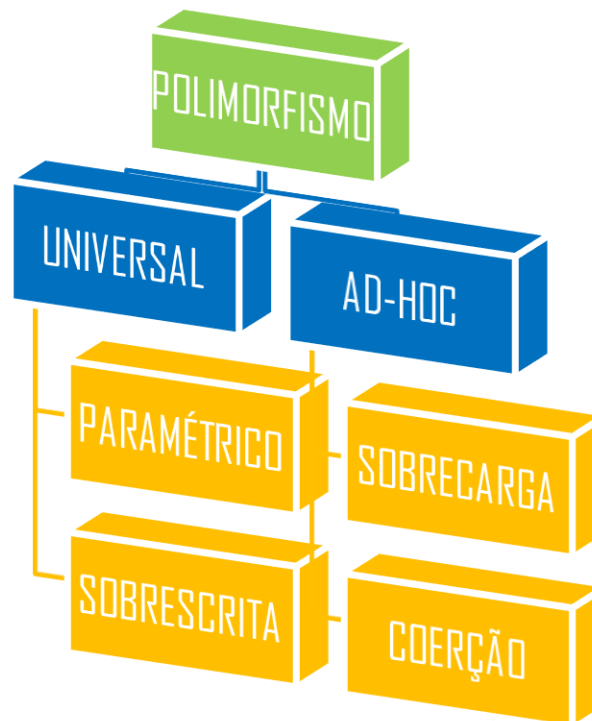 POLIMORFISMO
UNIVERSAL
AD-HOC
PARAMÉTRICO
SOBRECARGA
SOBRESCRITA
COERÇÃO